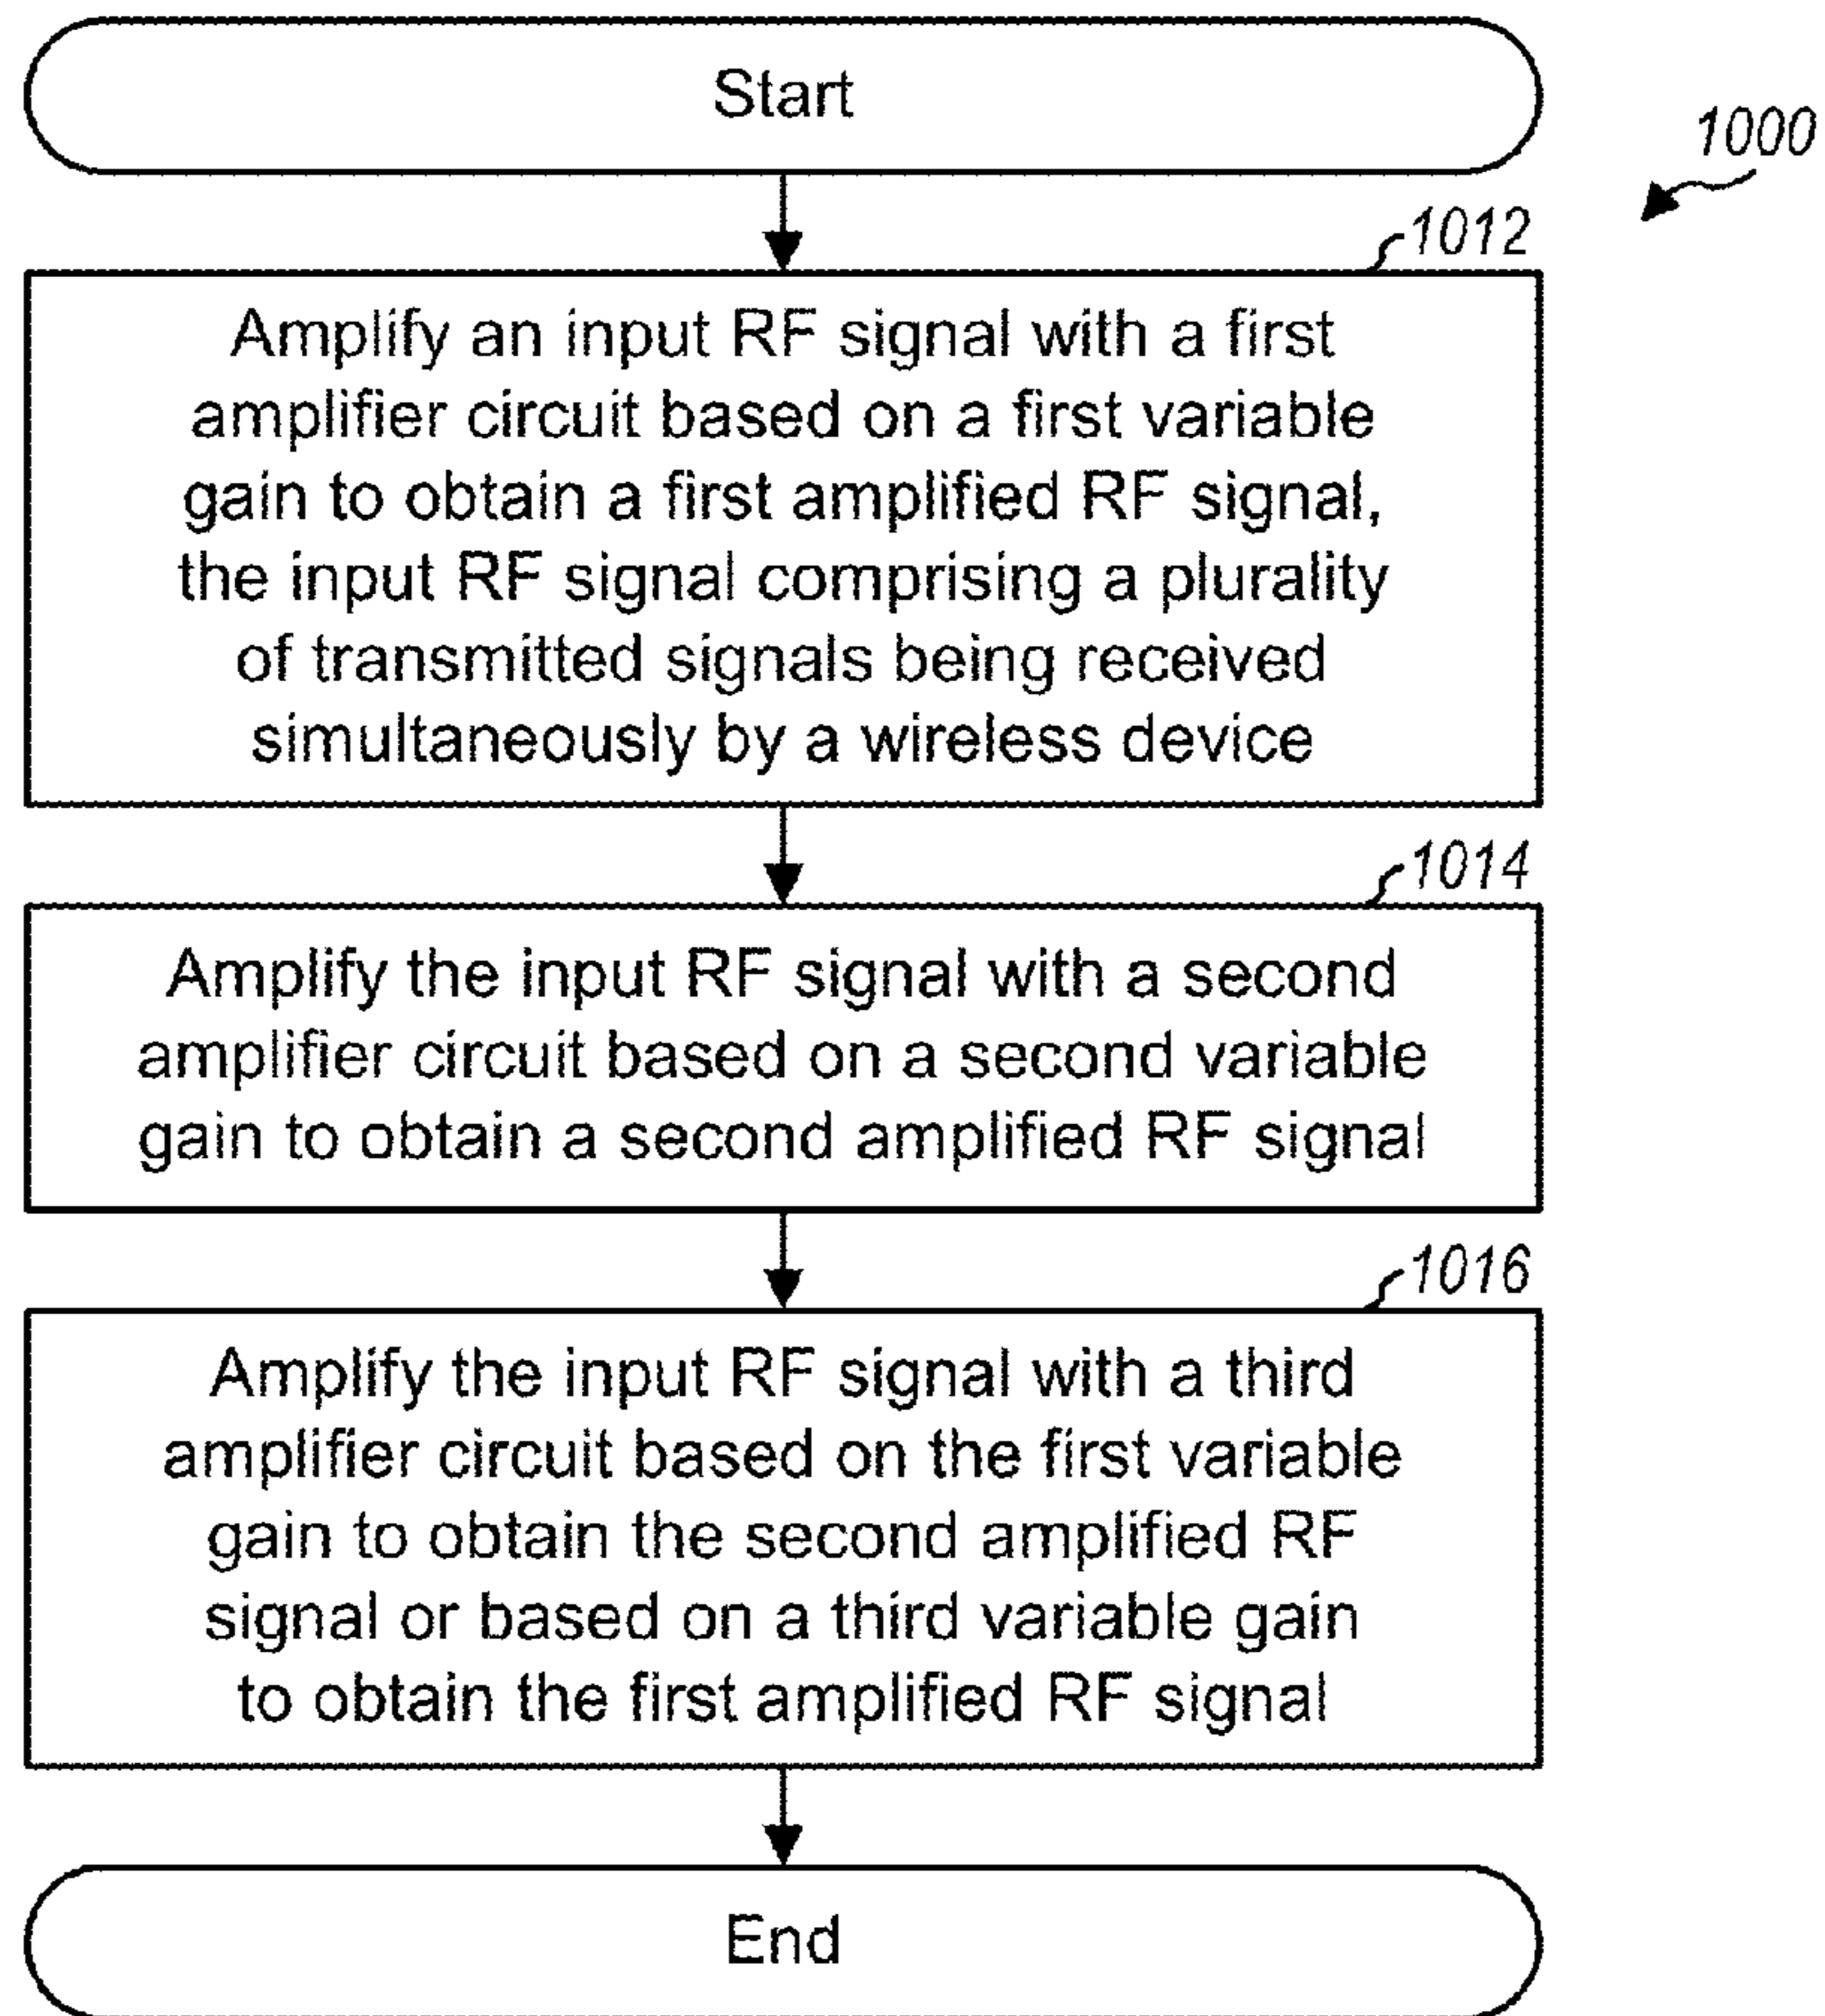 Start
1000
1012
Amplify an input RF signal with a first
amplifier circuit based on a first variable
gain to obtain a first amplified RF signal,
the input RF signal comprising a plurality
of transmitted signals being received
simultaneously by a wireless device
1014
Amplify the input RF signal with a second
amplifier circuit based on a second variable
gain to obtain a second amplified RF signal
1016
Amplify the input RF signal with a third
amplifier circuit based on the first variable
gain to obtain the second amplified RF
signal or based on a third variable gain
to obtain the first amplified RF signal
End